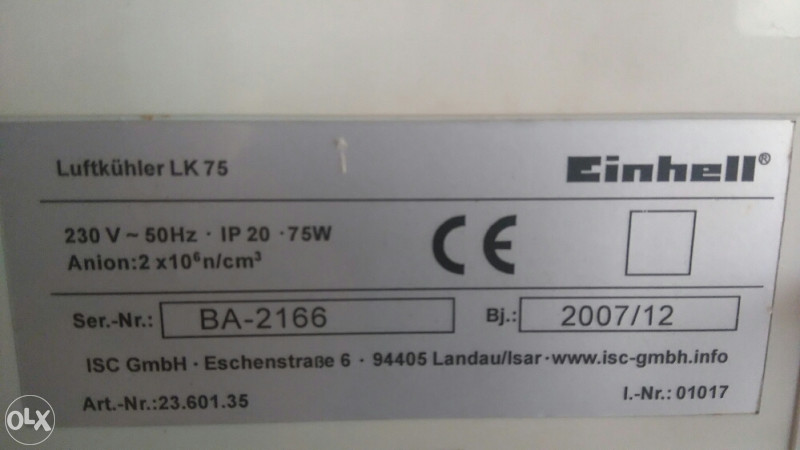 Luftkühler LK 75
Einhell®
230 V ~ 50Hz · IP 20 · 75W
Anion:2 x10⁶n/cm³
CE
Ser.-Nr.: BA-2166 Bj.: 2007/12
ISC GmbH · Eschenstraße 6 · 94405 Landau/Isar · www.isc-gmbh.info
Art.-Nr.:23.601.35 I.-Nr.: 01017
OLX